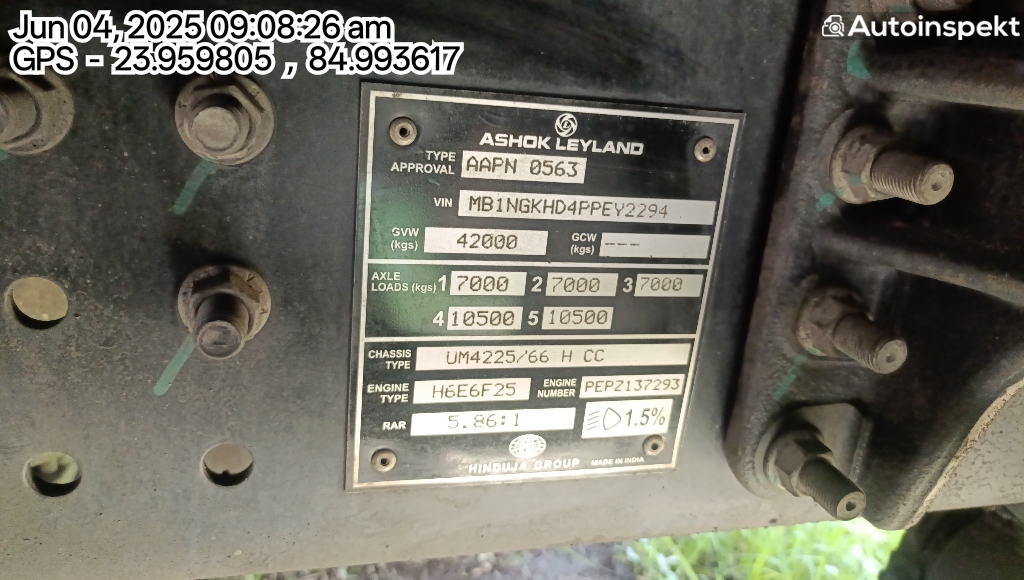 Jun 04, 2025 09:08:26 am
GPS - 23.959805 , 84.993617
Autoinspekt
ASHOK LEYLAND
TYPE APPROVAL AAPN 0563
VIN MB1NGKHD4PPEY2294
GVW (kgs) 42000 GCW (kgs) ---
AXLE LOADS (kgs) 1 7000 2 7000 3 7000
4 10500 5 10500
CHASSIS TYPE UM4225/66 H CC
ENGINE TYPE H6E6F25 ENGINE NUMBER PEPZ137293
RAR 5.86:1 1.5%
HINDUJA GROUP MADE IN INDIA